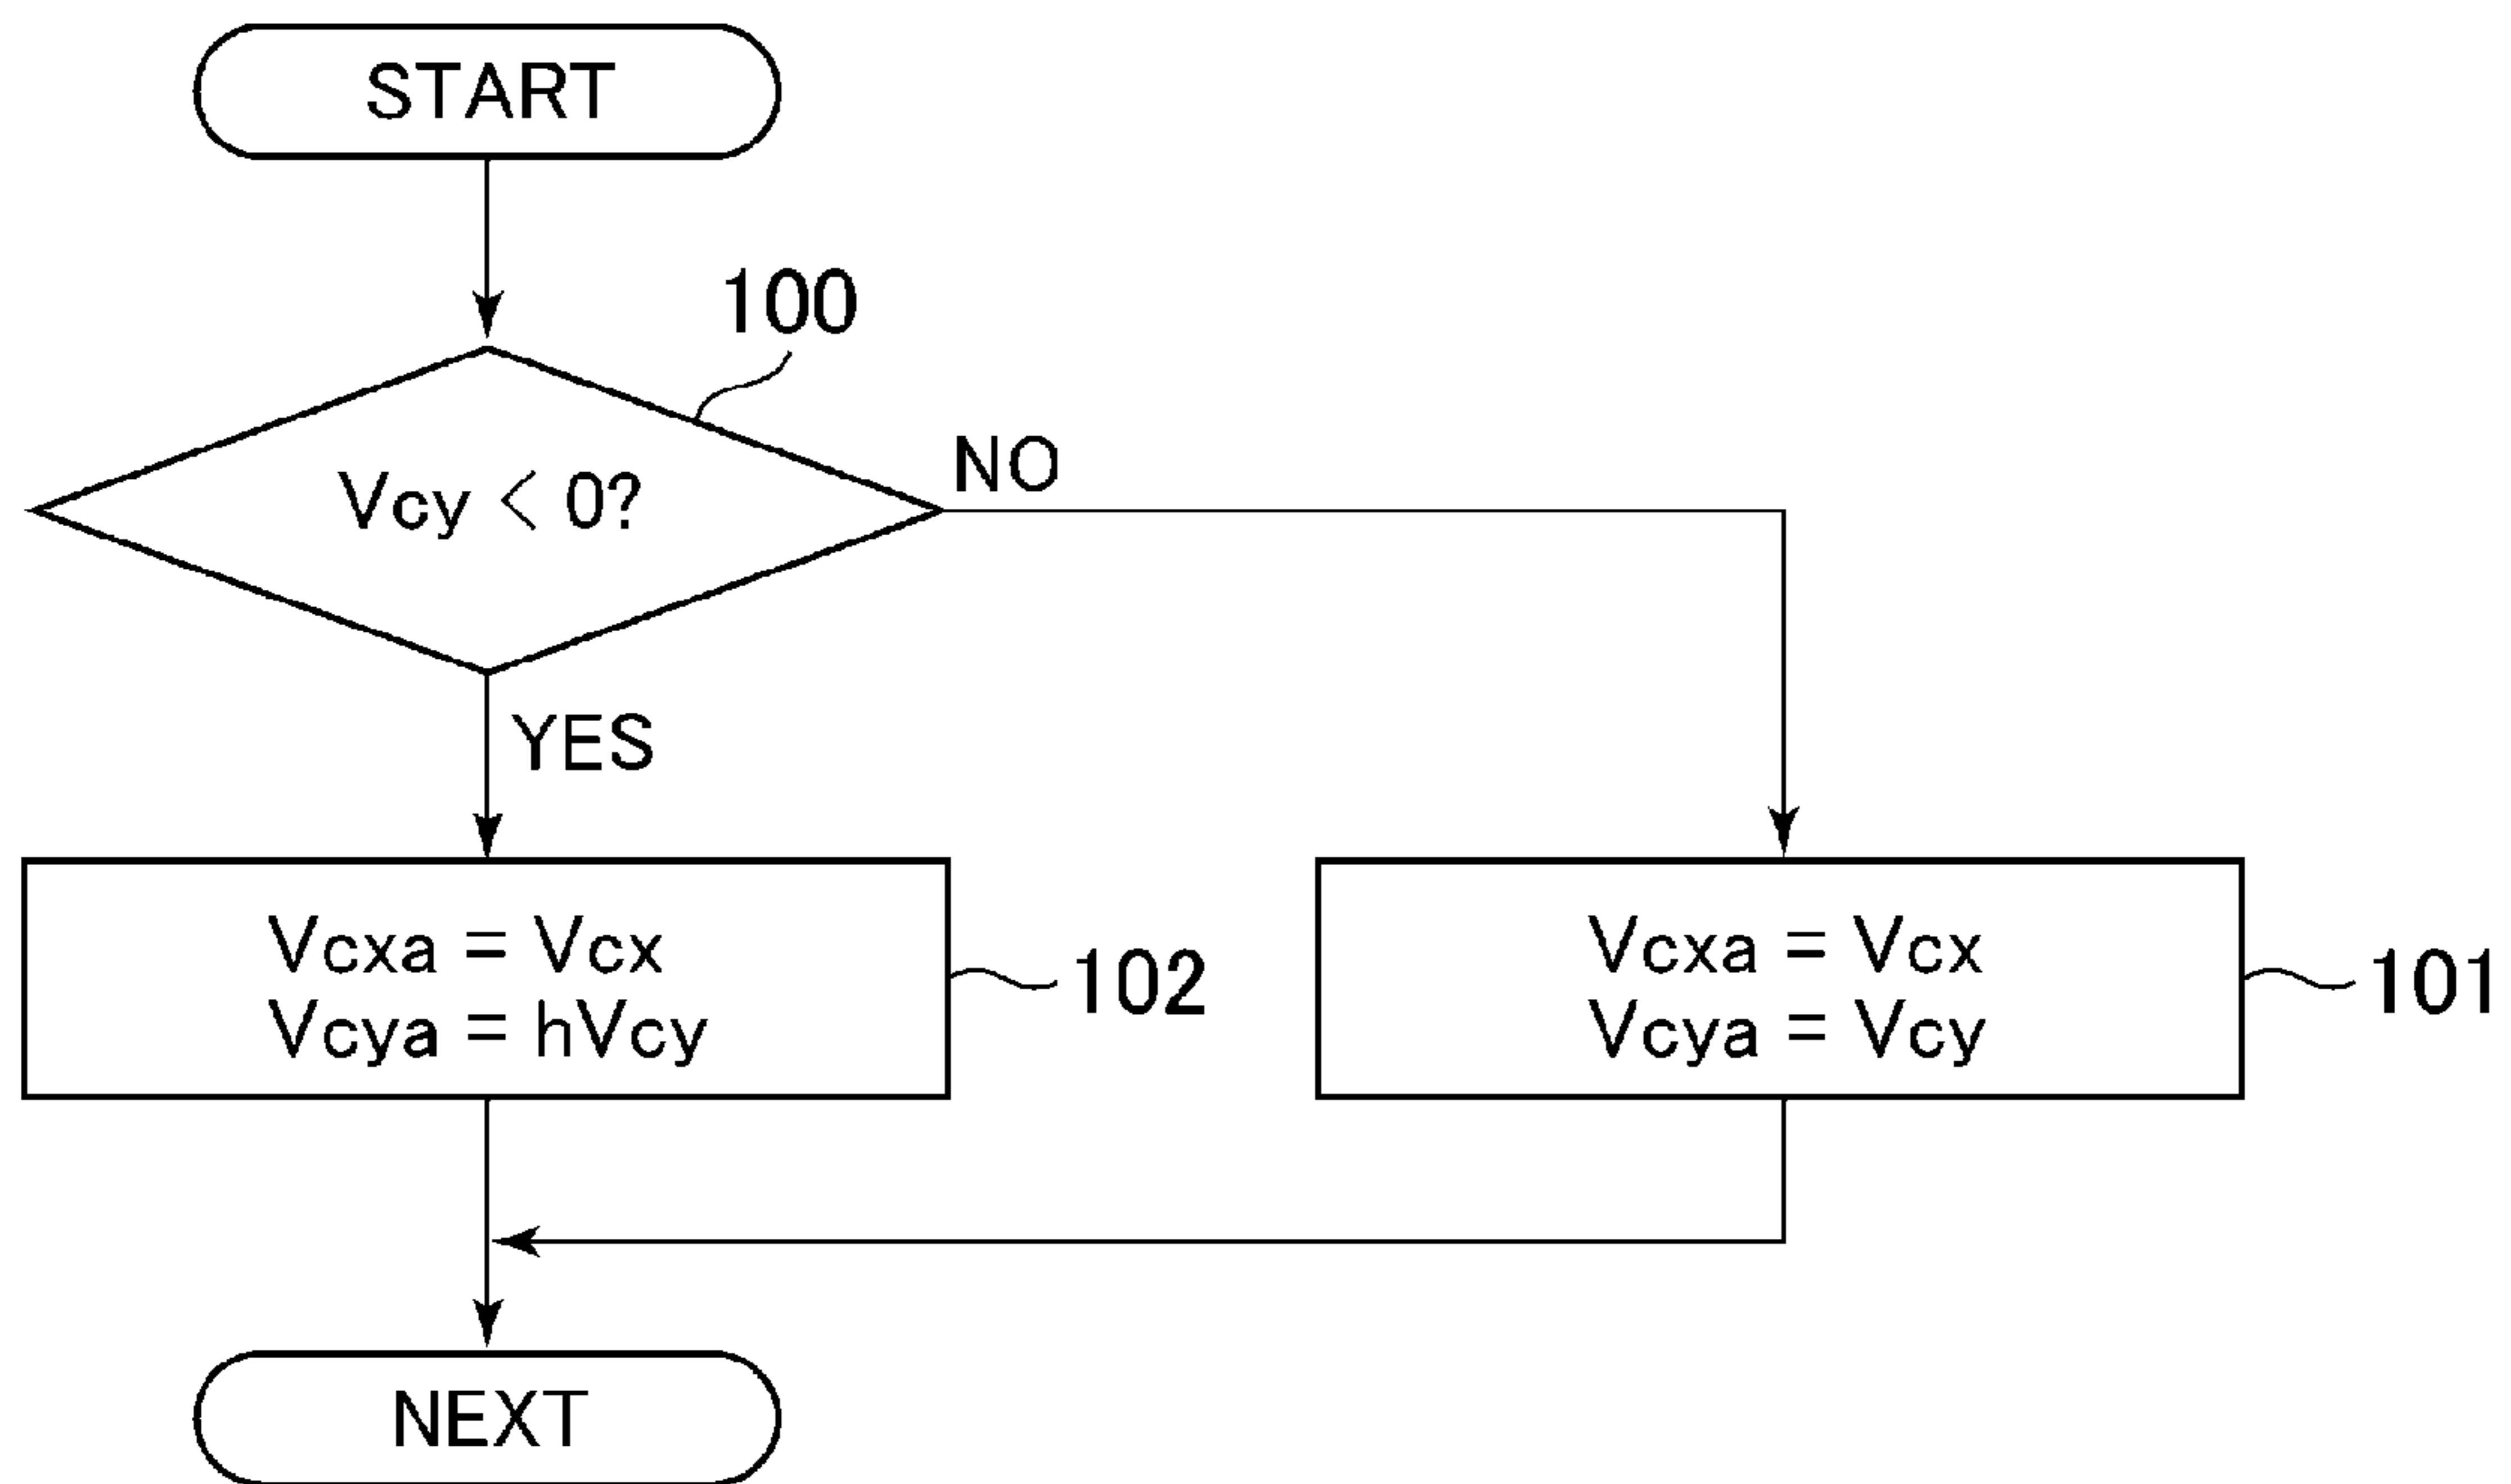 START
100
Vcy < 0?
NO
YES
Vcxa = Vcx
Vcya = hVcy
102
Vcxa = Vcx
Vcya = Vcy
101
NEXT